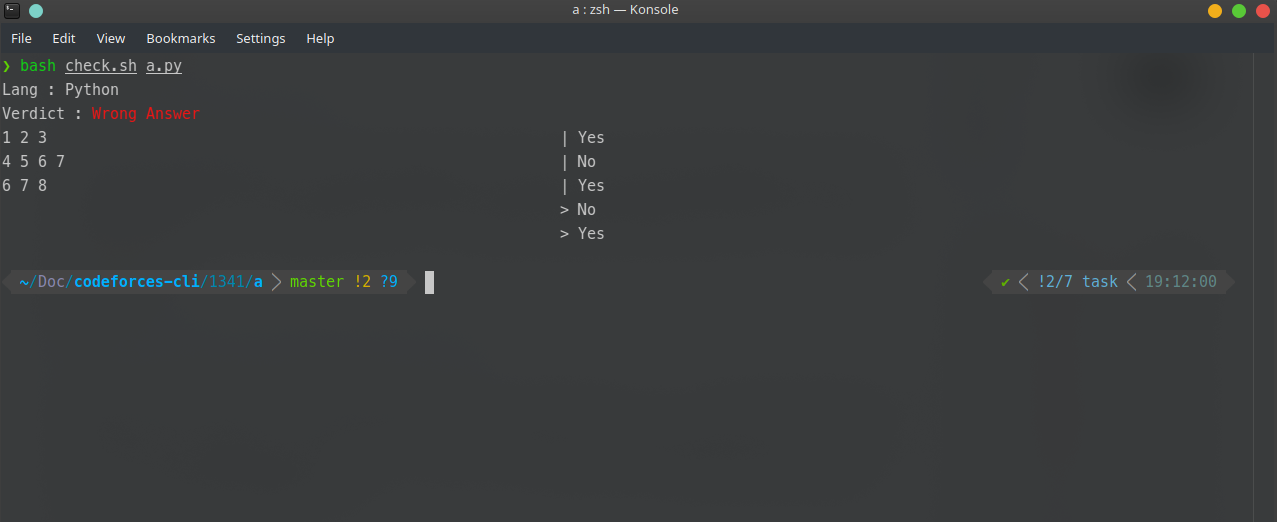 a : zsh — Konsole
File Edit View Bookmarks Settings Help
❯ bash check.sh a.py
Lang : Python
Verdict : Wrong Answer
1 2 3 | Yes
4 5 6 7 | No
6 7 8 | Yes
> No
> Yes
~/Doc/codeforces-cli/1341/a master !2 ?9 ✔ !2/7 task 19:12:00